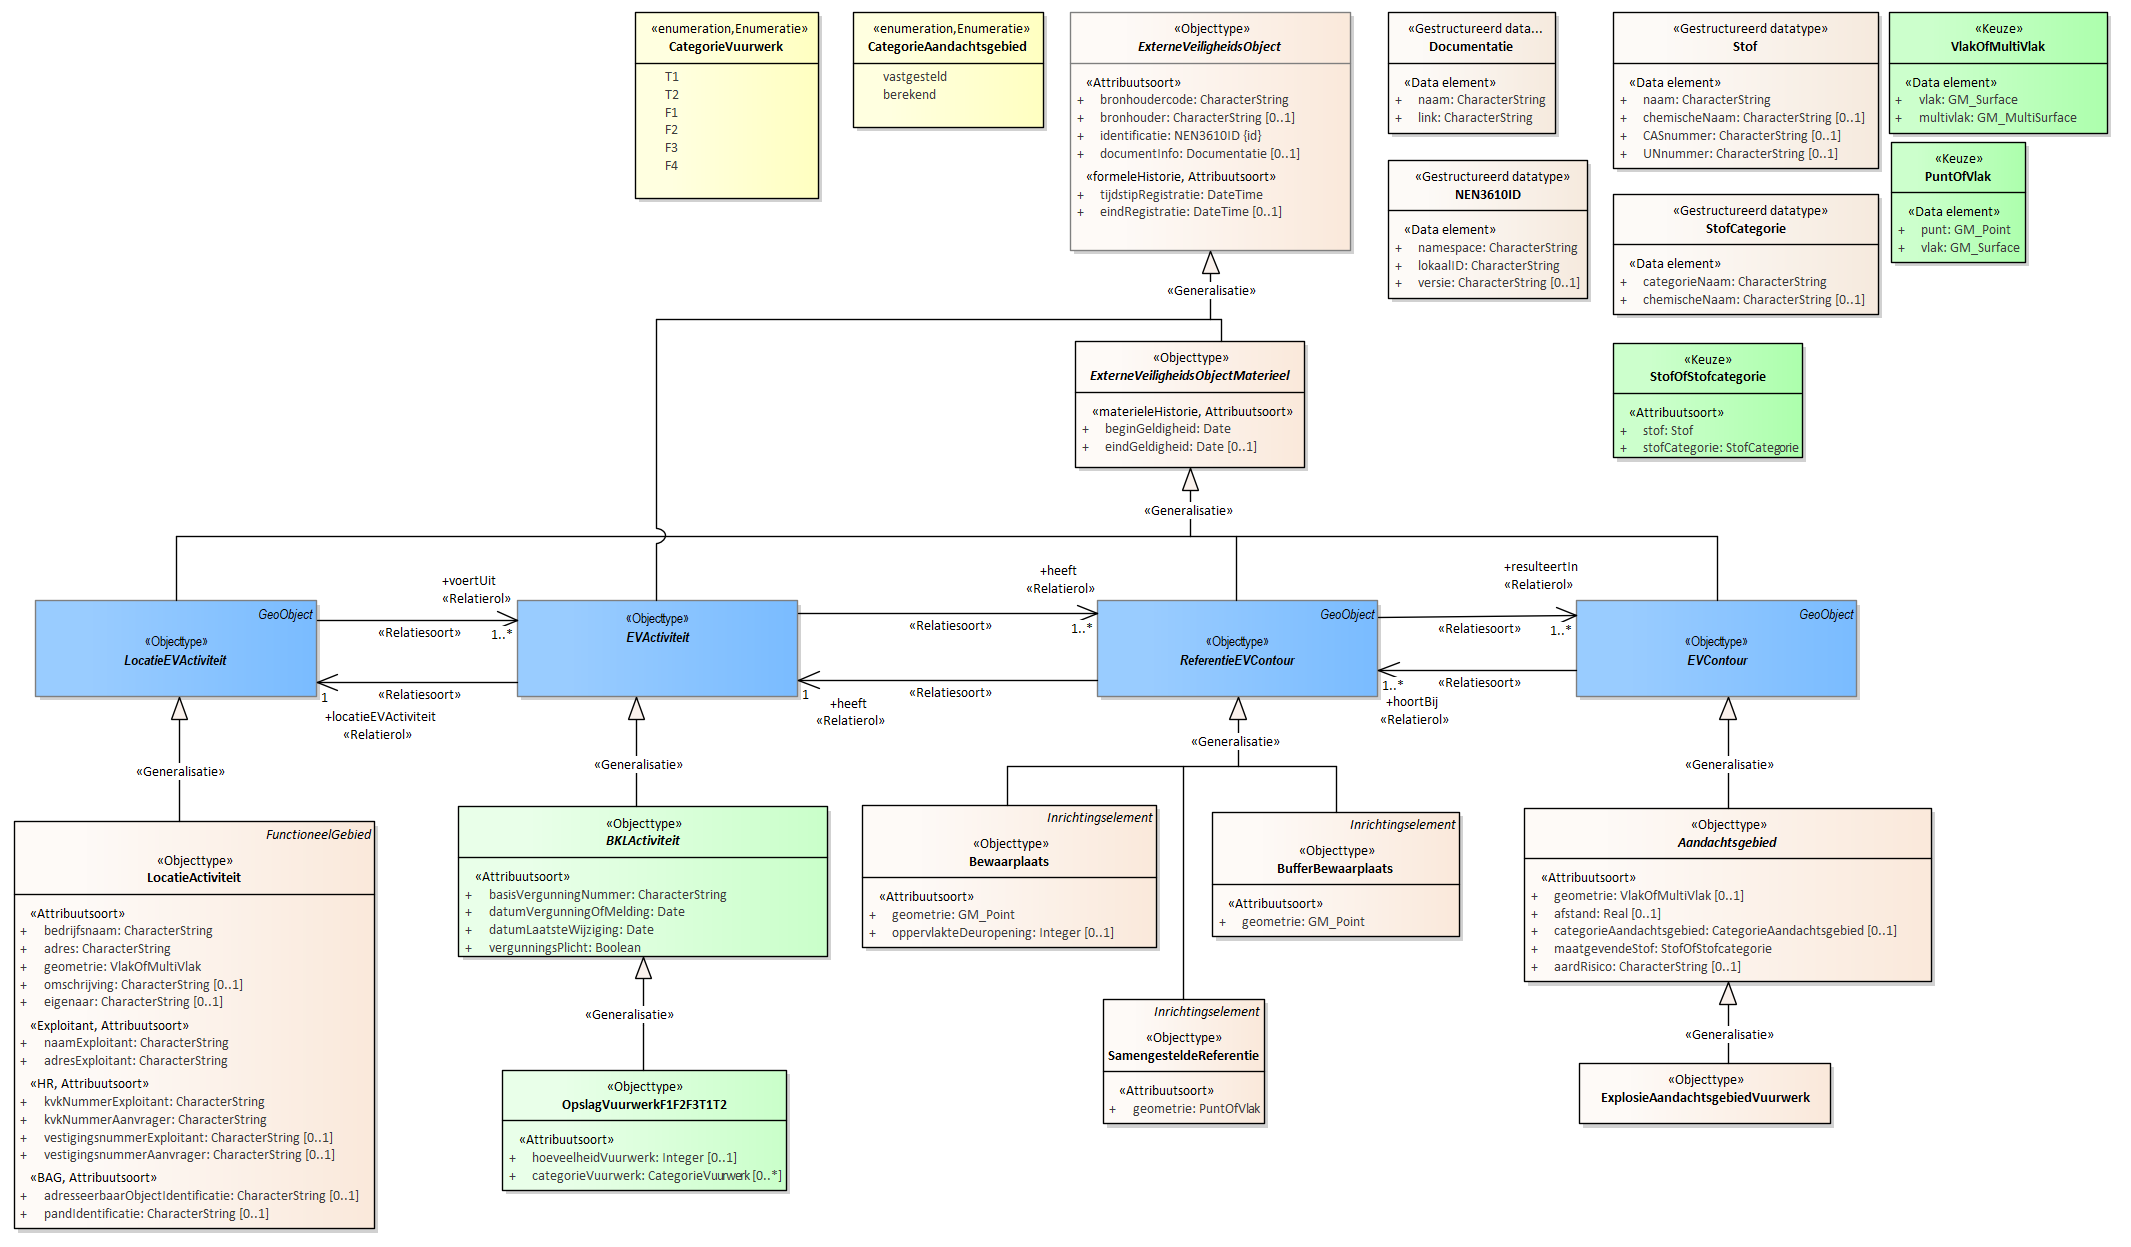 «enumeration,Enumeratie»
CategorieVuurwerk
T1
T2
F1
F2
F3
F4
«enumeration,Enumeratie»
CategorieAandachtsgebied
vastgesteld
berekend
«Objecttype»
ExterneVeiligheidsObject
«Attribuutsoort»
+ bronhoudercode: CharacterString
+ bronhouder: CharacterString [0..1]
+ identificatie: NEN3610ID {id}
+ documentInfo: Documentatie [0..1]
«formeleHistorie, Attribuutsoort»
+ tijdstipRegistratie: DateTime
+ eindRegistratie: DateTime [0..1]
«Gestructureerd data...
Documentatie
«Data element»
+ naam: CharacterString
+ link: CharacterString
«Gestructureerd datatype»
NEN3610ID
«Data element»
+ namespace: CharacterString
+ lokaalID: CharacterString
+ versie: CharacterString [0..1]
«Gestructureerd datatype»
Stof
«Data element»
+ naam: CharacterString
+ chemischeNaam: CharacterString [0..1]
+ CASnummer: CharacterString [0..1]
+ UNnummer: CharacterString [0..1]
«Gestructureerd datatype»
StofCategorie
«Data element»
+ categorieNaam: CharacterString
+ chemischeNaam: CharacterString [0..1]
«Keuze»
VlakOfMultiVlak
«Data element»
+ vlak: GM_Surface
+ multivlak: GM_MultiSurface
«Keuze»
PuntOfVlak
«Data element»
+ punt: GM_Point
+ vlak: GM_Surface
«Keuze»
StofOfStofcategorie
«Attribuutsoort»
+ stof: Stof
+ stofCategorie: StofCategorie
«Generalisatie»
«Objecttype»
ExterneVeiligheidsObjectMaterieel
«materieleHistorie, Attribuutsoort»
+ beginGeldigheid: Date
+ eindGeldigheid: Date [0..1]
«Generalisatie»
GeoObject
«Objecttype»
LocatieEVActiviteit
+voertUit
«Relatierol»
«Relatiesoort»
1..*
«Relatiesoort»
1
+locatieEVActiviteit
«Relatierol»
«Objecttype»
EVActiviteit
+heeft
«Relatierol»
«Relatiesoort»
1..*
«Relatiesoort»
1
+heeft
«Relatierol»
GeoObject
«Objecttype»
ReferentieEVContour
+resulteertIn
«Relatierol»
«Relatiesoort»
1..*
«Relatiesoort»
1..*
+hoortBij
«Relatierol»
GeoObject
«Objecttype»
EVContour
«Generalisatie»
«Generalisatie»
«Generalisatie»
«Generalisatie»
FunctioneelGebied
«Objecttype»
LocatieActiviteit
«Attribuutsoort»
+ bedrijfsnaam: CharacterString
+ adres: CharacterString
+ geometrie: VlakOfMultiVlak
+ omschrijving: CharacterString [0..1]
+ eigenaar: CharacterString [0..1]
«Exploitant, Attribuutsoort»
+ naamExploitant: CharacterString
+ adresExploitant: CharacterString
«HR, Attribuutsoort»
+ kvkNummerExploitant: CharacterString
+ kvkNummerAanvrager: CharacterString
+ vestigingsnummerExploitant: CharacterString [0..1]
+ vestigingsnummerAanvrager: CharacterString [0..1]
«BAG, Attribuutsoort»
+ adresseerbaarObjectIdentificatie: CharacterString [0..1]
+ pandIdentificatie: CharacterString [0..1]
«Objecttype»
BKLActiviteit
«Attribuutsoort»
+ basisVergunningNummer: CharacterString
+ datumVergunningOfMelding: Date
+ datumLaatsteWijziging: Date
+ vergunningsPlicht: Boolean
«Generalisatie»
«Objecttype»
OpslagVuurwerkF1F2F3T1T2
«Attribuutsoort»
+ hoeveelheidVuurwerk: Integer [0..1]
+ categorieVuurwerk: CategorieVuurwerk [0..*]
Inrichtingselement
«Objecttype»
Bewaarplaats
«Attribuutsoort»
+ geometrie: GM_Point
+ oppervlakteDeuropening: Integer [0..1]
Inrichtingselement
«Objecttype»
BufferBewaarplaats
«Attribuutsoort»
+ geometrie: GM_Point
Inrichtingselement
«Objecttype»
SamengesteldeReferentie
«Attribuutsoort»
+ geometrie: PuntOfVlak
«Objecttype»
Aandachtsgebied
«Attribuutsoort»
+ geometrie: VlakOfMultiVlak [0..1]
+ afstand: Real [0..1]
+ categorieAandachtsgebied: CategorieAandachtsgebied [0..1]
+ maatgevendeStof: StofOfStofcategorie
+ aardRisico: CharacterString [0..1]
«Generalisatie»
«Objecttype»
ExplosieAandachtsgebiedVuurwerk